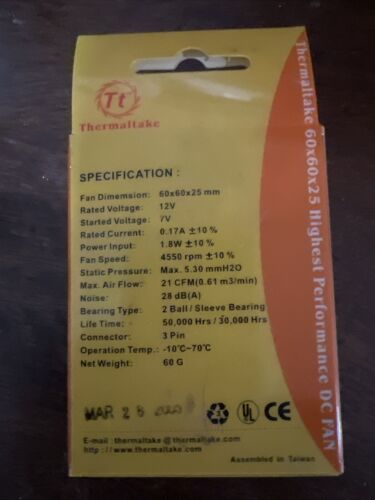 Tt
Thermaltake
SPECIFICATION :
Fan Dimemsion: 60x60x25 mm
Rated Voltage: 12V
Started Voltage: 7V
Rated Current: 0.17A ±10 %
Power Input: 1.8W ±10 %
Fan Speed: 4550 rpm ±10 %
Static Pressure: Max. 5.30 mmH2O
Max. Air Flow: 21 CFM(0.61 m3/min)
Noise: 28 dB(A)
Bearing Type: 2 Ball / Sleeve Bearing
Life Time: 50,000 Hrs / 30,000 Hrs
Connector: 3 Pin
Operation Temp.: -10℃~70℃
Net Weight: 60 G
MAR 2
UL CE
E-mail : thermaltake @ thermaltake.com
http : // www.thermaltake.com
Assembled in Taiwan
Thermaltake 60x60x25 Highest Performance DC FAN